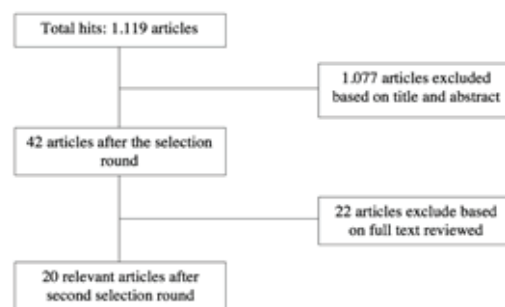 Total hits: 1.119 articles
1.077 articles excluded
based on title and abstract
42 articles after the selection
round
22 articles exclude based
on full text reviewed
20 relevant articles after
second selection round